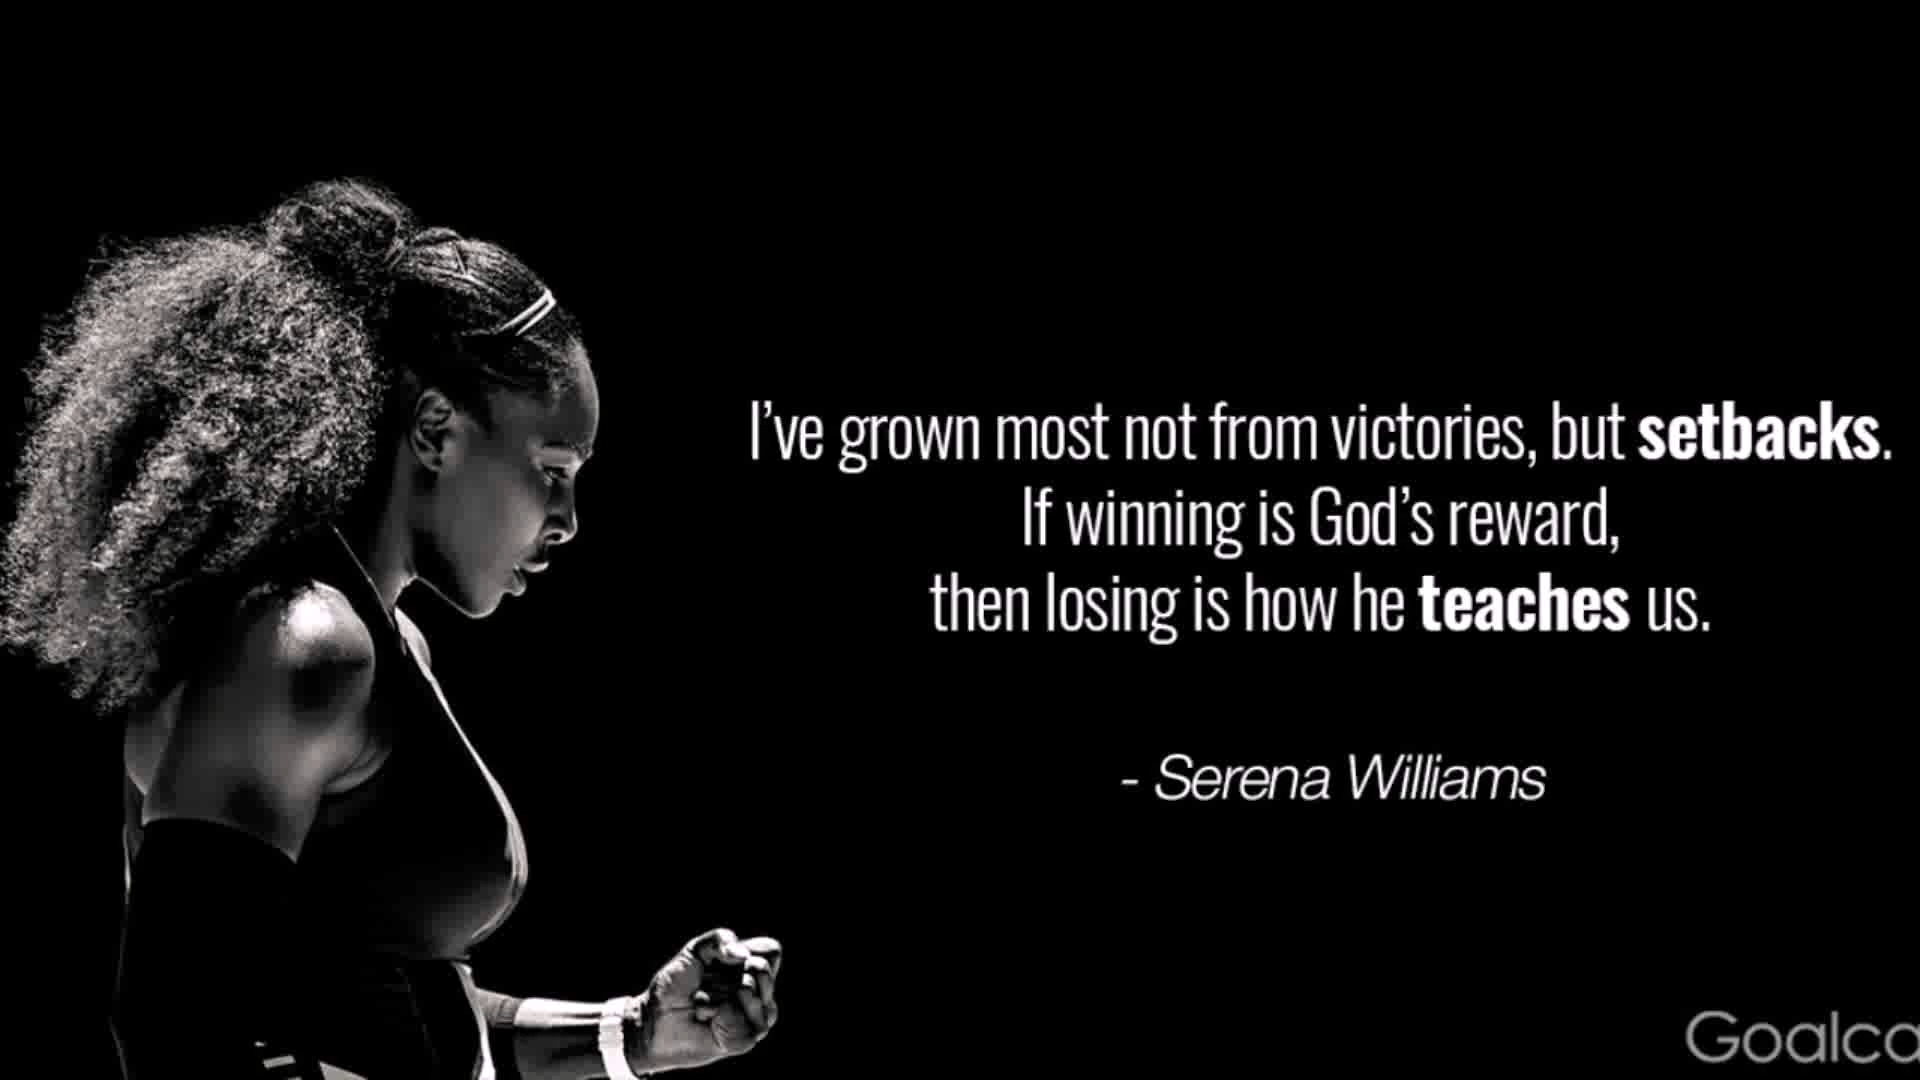 I've grown most not from victories, but setbacks.
If winning is God's reward,
then losing is how he teaches us.
- Serena Williams
Goalca